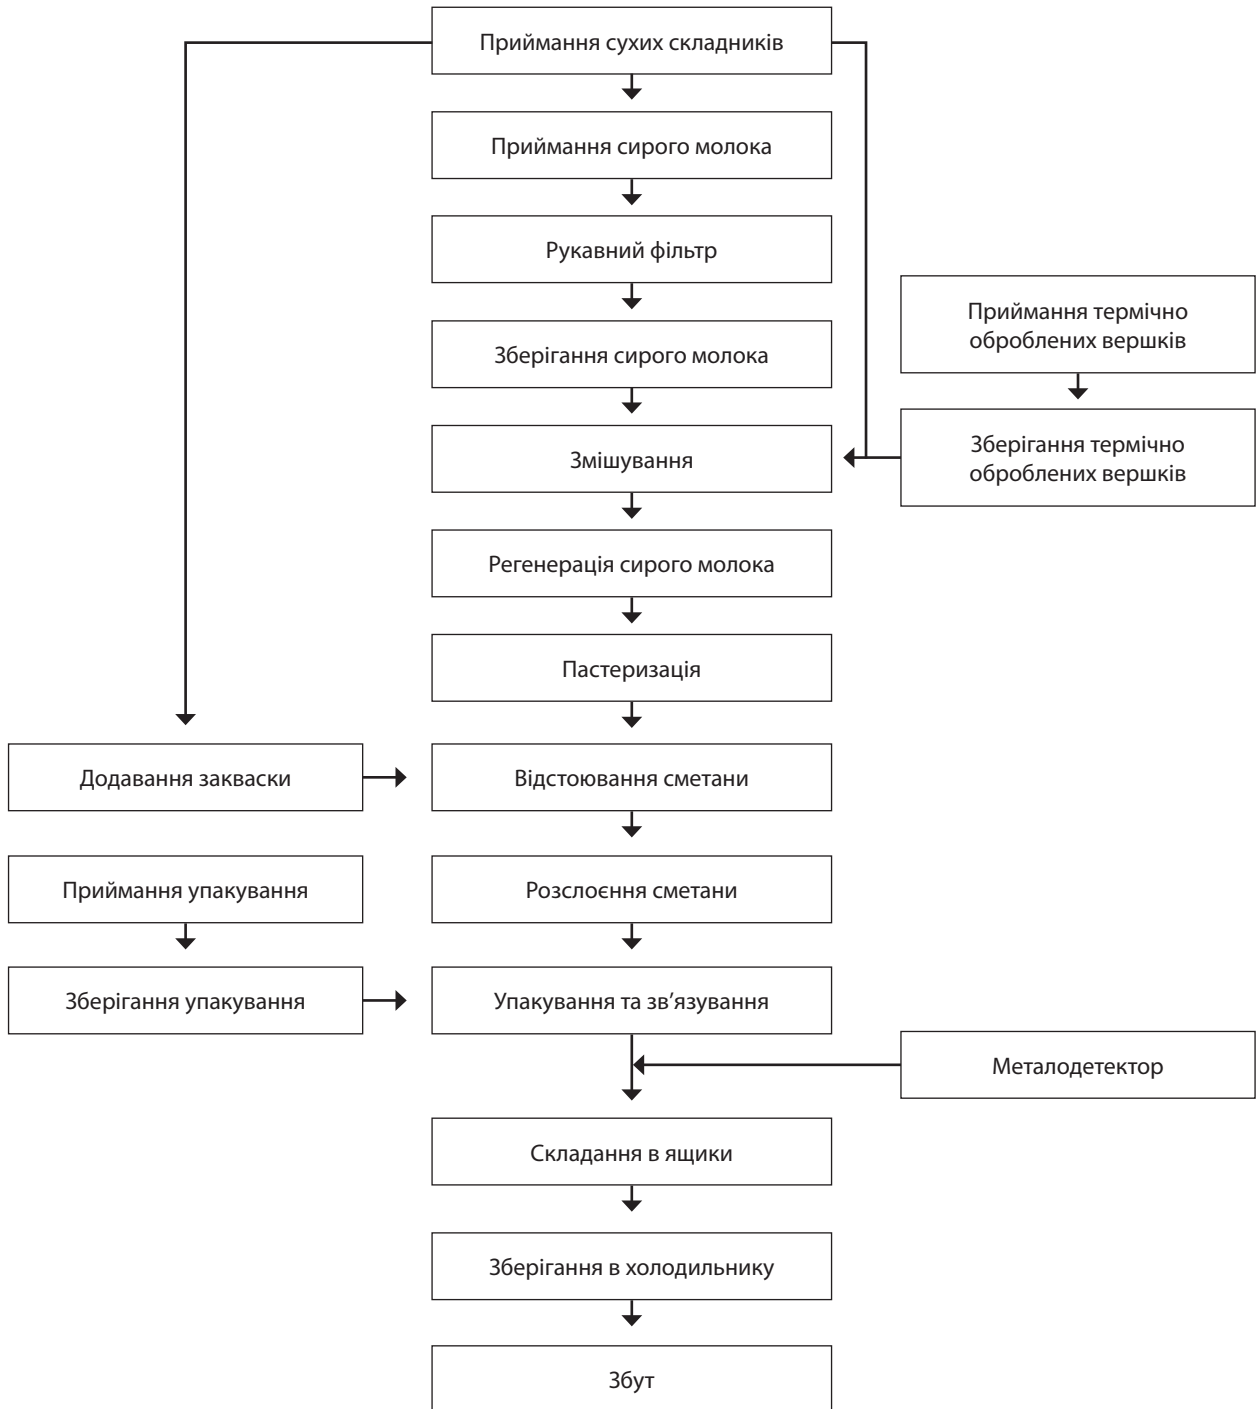 Приймання сухих складників
Приймання сирого молока
Рукавний фільтр
Приймання термічно
оброблених вершків
Зберігання сирого молока
Змішування
Зберігання термічно
оброблених вершків
Регенерація сирого молока
Пастеризація
Додавання закваски
Відстоювання сметани
Приймання упакування
Розслоєння сметани
Зберігання упакування
Упакування та зв’язування
Металодетектор
Складання в ящики
Зберігання в холодильнику
Збут